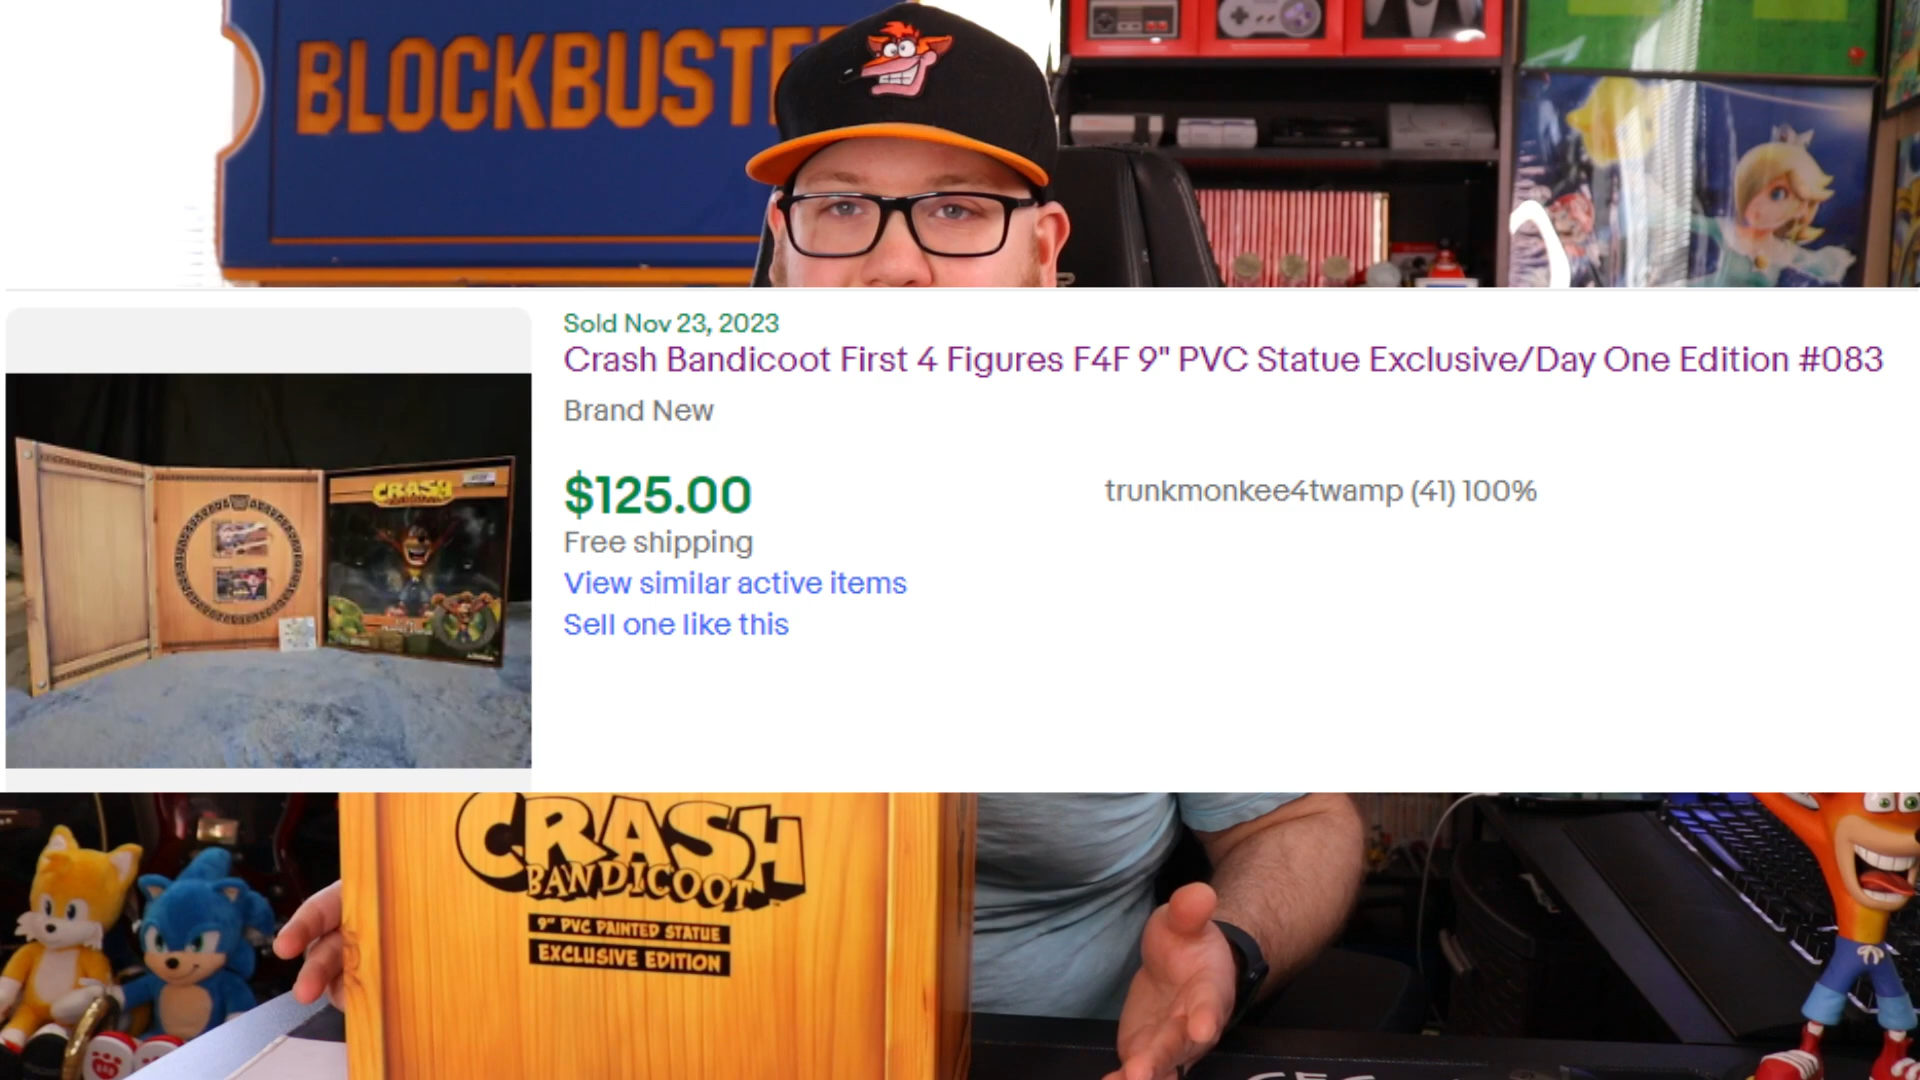 BLOCKBUSTE
Sold Nov 23, 2023
Crash Bandicoot First 4 Figures F4F 9" PVC Statue Exclusive/Day One Edition #083
Brand New
$125.00
trunkmonkee4twamp (41) 100%
Free shipping
View similar active items
Sell one like this
CRASH
CRASH
BANDICOOT
9" PVC PAINTED STATUE
EXCLUSIVE EDITION